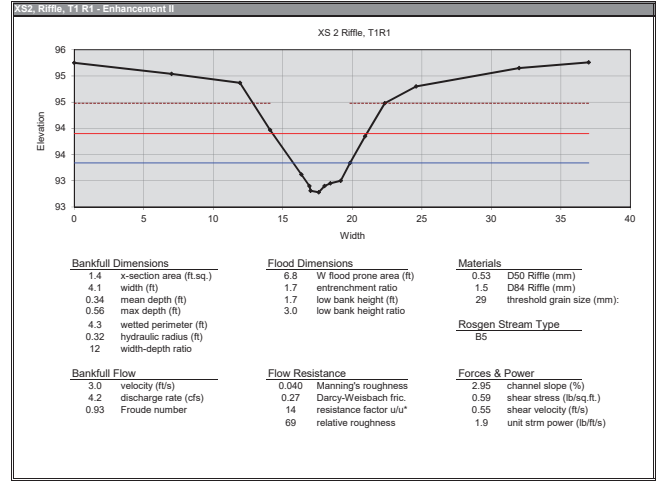 XS2, Riffle, T1 R1 - Enhancement II
XS 2 Riffle, T1R1
96
95
95
94
94
93
93
Elevation
0 5 10 15 20 25 30 35 40
Width
Bankfull Dimensions
1.4 x-section area (ft.sq.)
4.1 width (ft)
0.34 mean depth (ft)
0.56 max depth (ft)
4.3 wetted perimeter (ft)
0.32 hydraulic radius (ft)
12 width-depth ratio
Flood Dimensions
6.8 W flood prone area (ft)
1.7 entrenchment ratio
1.7 low bank height (ft)
3.0 low bank height ratio
Materials
0.53 D50 Riffle (mm)
1.5 D84 Riffle (mm)
29 threshold grain size (mm):
Rosgen Stream Type
B5
Bankfull Flow
3.0 velocity (ft/s)
4.2 discharge rate (cfs)
0.93 Froude number
Flow Resistance
0.040 Manning's roughness
0.27 Darcy-Weisbach fric.
14 resistance factor u/u*
69 relative roughness
Forces & Power
2.95 channel slope (%)
0.59 shear stress (lb/sq.ft.)
0.55 shear velocity (ft/s)
1.9 unit strm power (lb/ft/s)